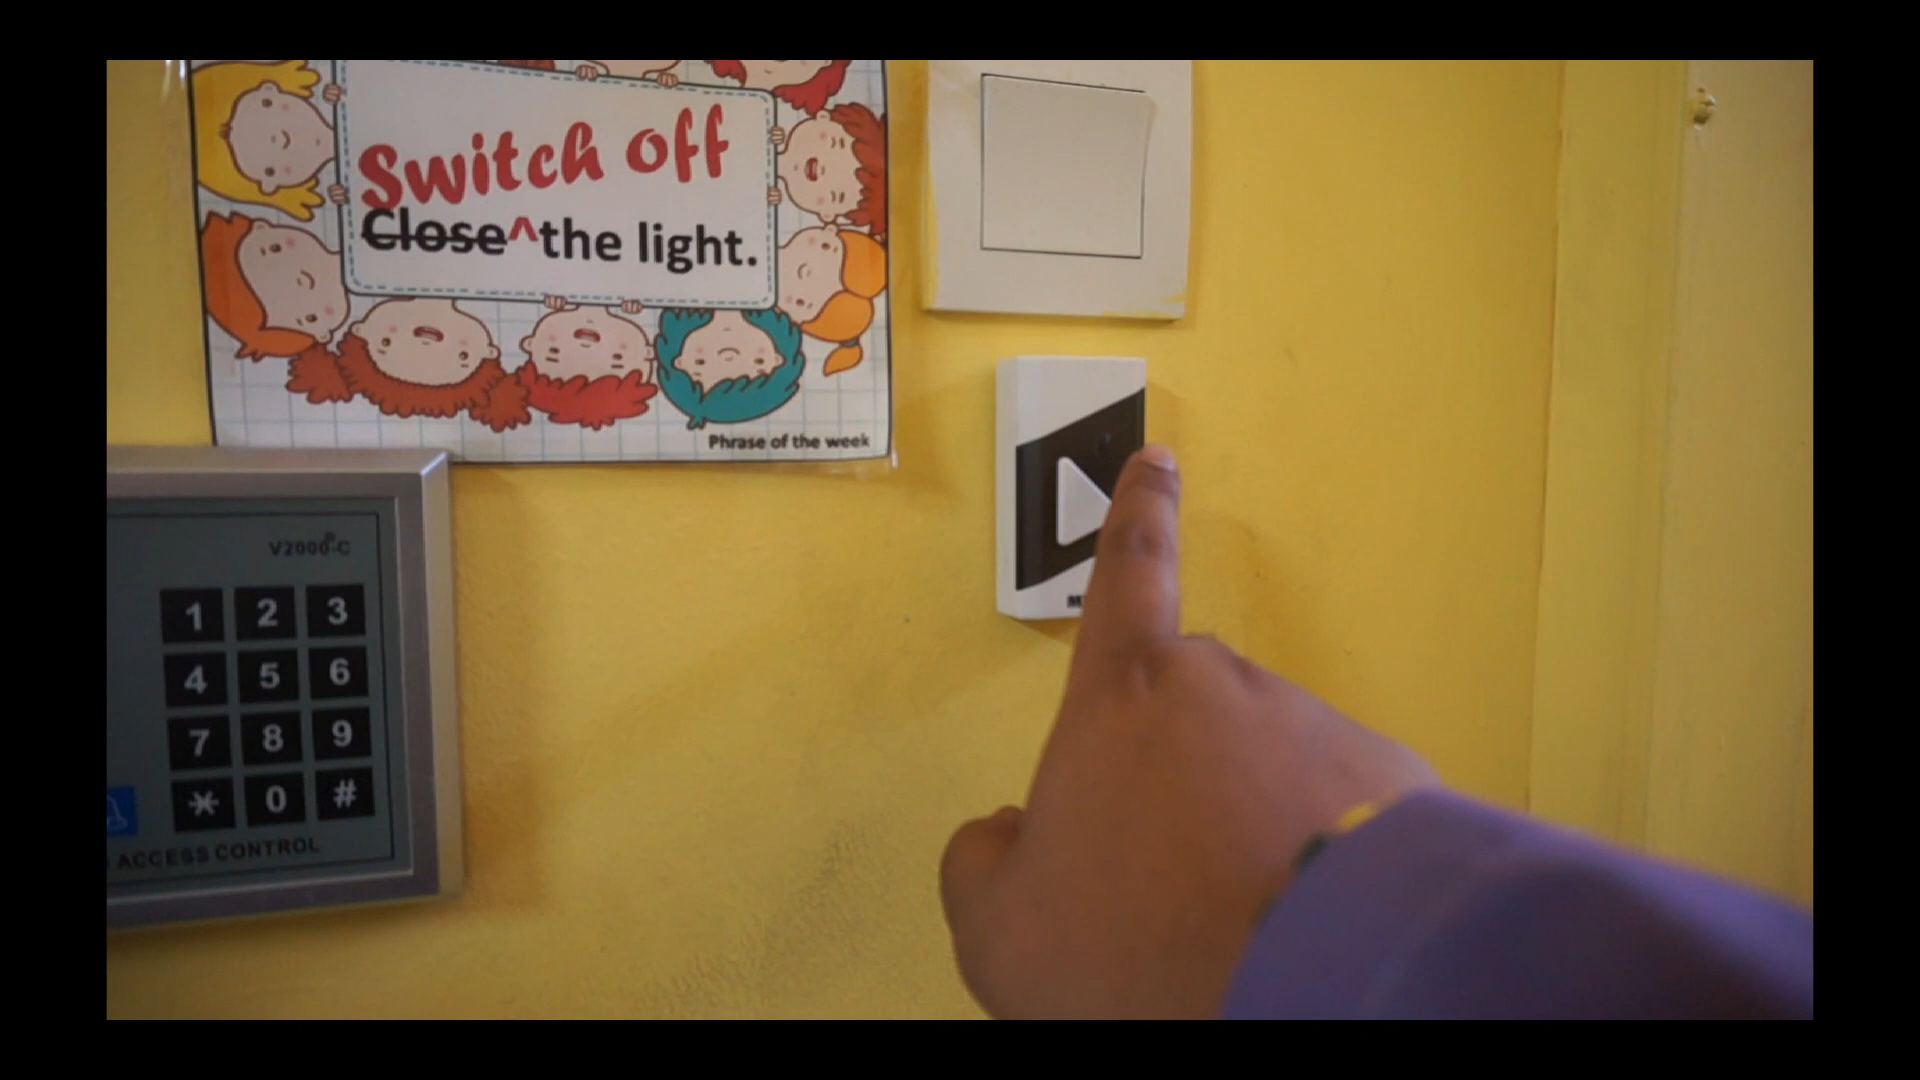 Switch off
Close^the light.
Phrase of the week
V2000-C
1 2 3
4 5 6
7 8 9
* 0 #
ACCESS CONTROL